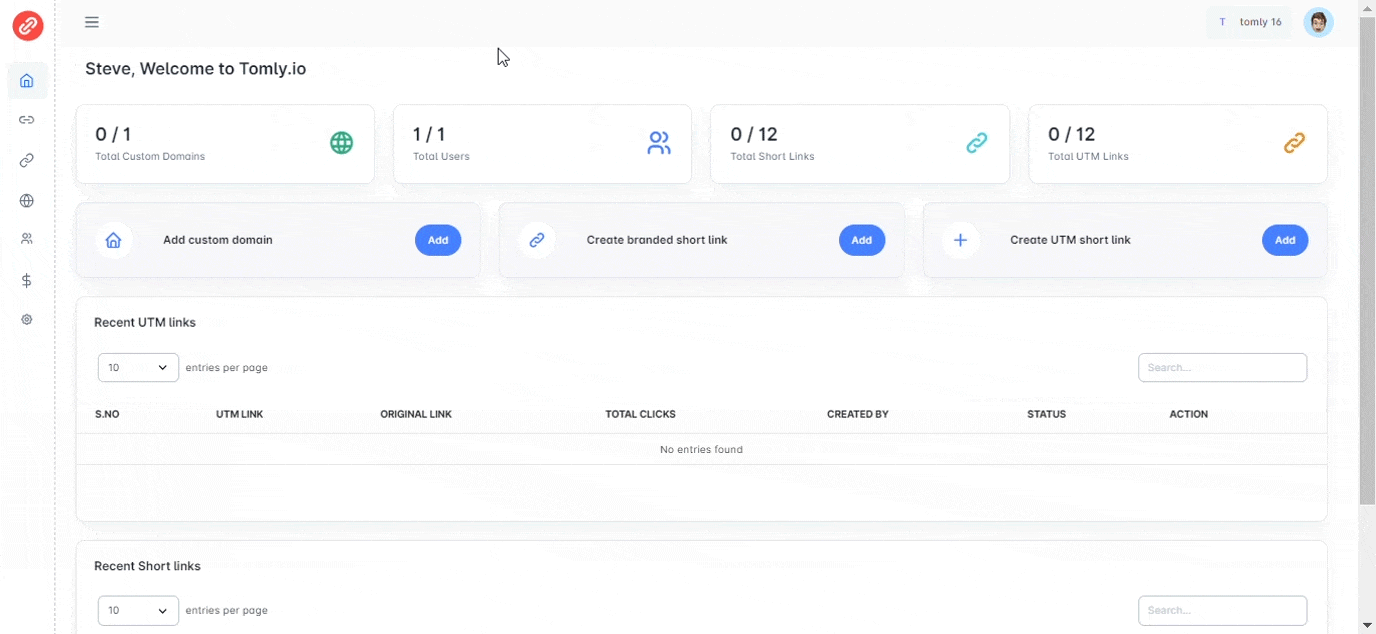 T tomly 16
Steve, Welcome to Tomly.io
0 / 1
Total Custom Domains
1 / 1
Total Users
0 / 12
Total Short Links
0 / 12
Total UTM Links
Add custom domain
Add
Create branded short link
Add
Create UTM short link
Add
Recent UTM links
10 entries per page
Search...
S.NO UTM LINK ORIGINAL LINK TOTAL CLICKS CREATED BY STATUS ACTION
No entries found
Recent Short links
10 entries per page
Search...